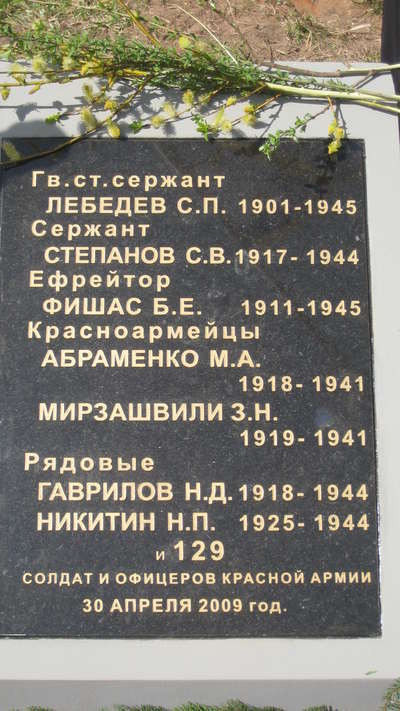 Гв.ст.сержант
ЛЕБЕДЕВ С.П. 1901-1945
Сержант
СТЕПАНОВ С.В. 1917- 1944
Ефрейтор
ФИШАС Б.Е. 1911-1945
Красноармейцы
АБРАМЕНКО М.А.
1918- 1941
МИРЗАШВИЛИ З.Н.
1919- 1941
Рядовые
ГАВРИЛОВ Н.Д. 1918- 1944
НИКИТИН Н.П. 1925- 1944
и 129
СОЛДАТ И ОФИЦЕРОВ КРАСНОЙ АРМИИ
30 АПРЕЛЯ 2009 год.